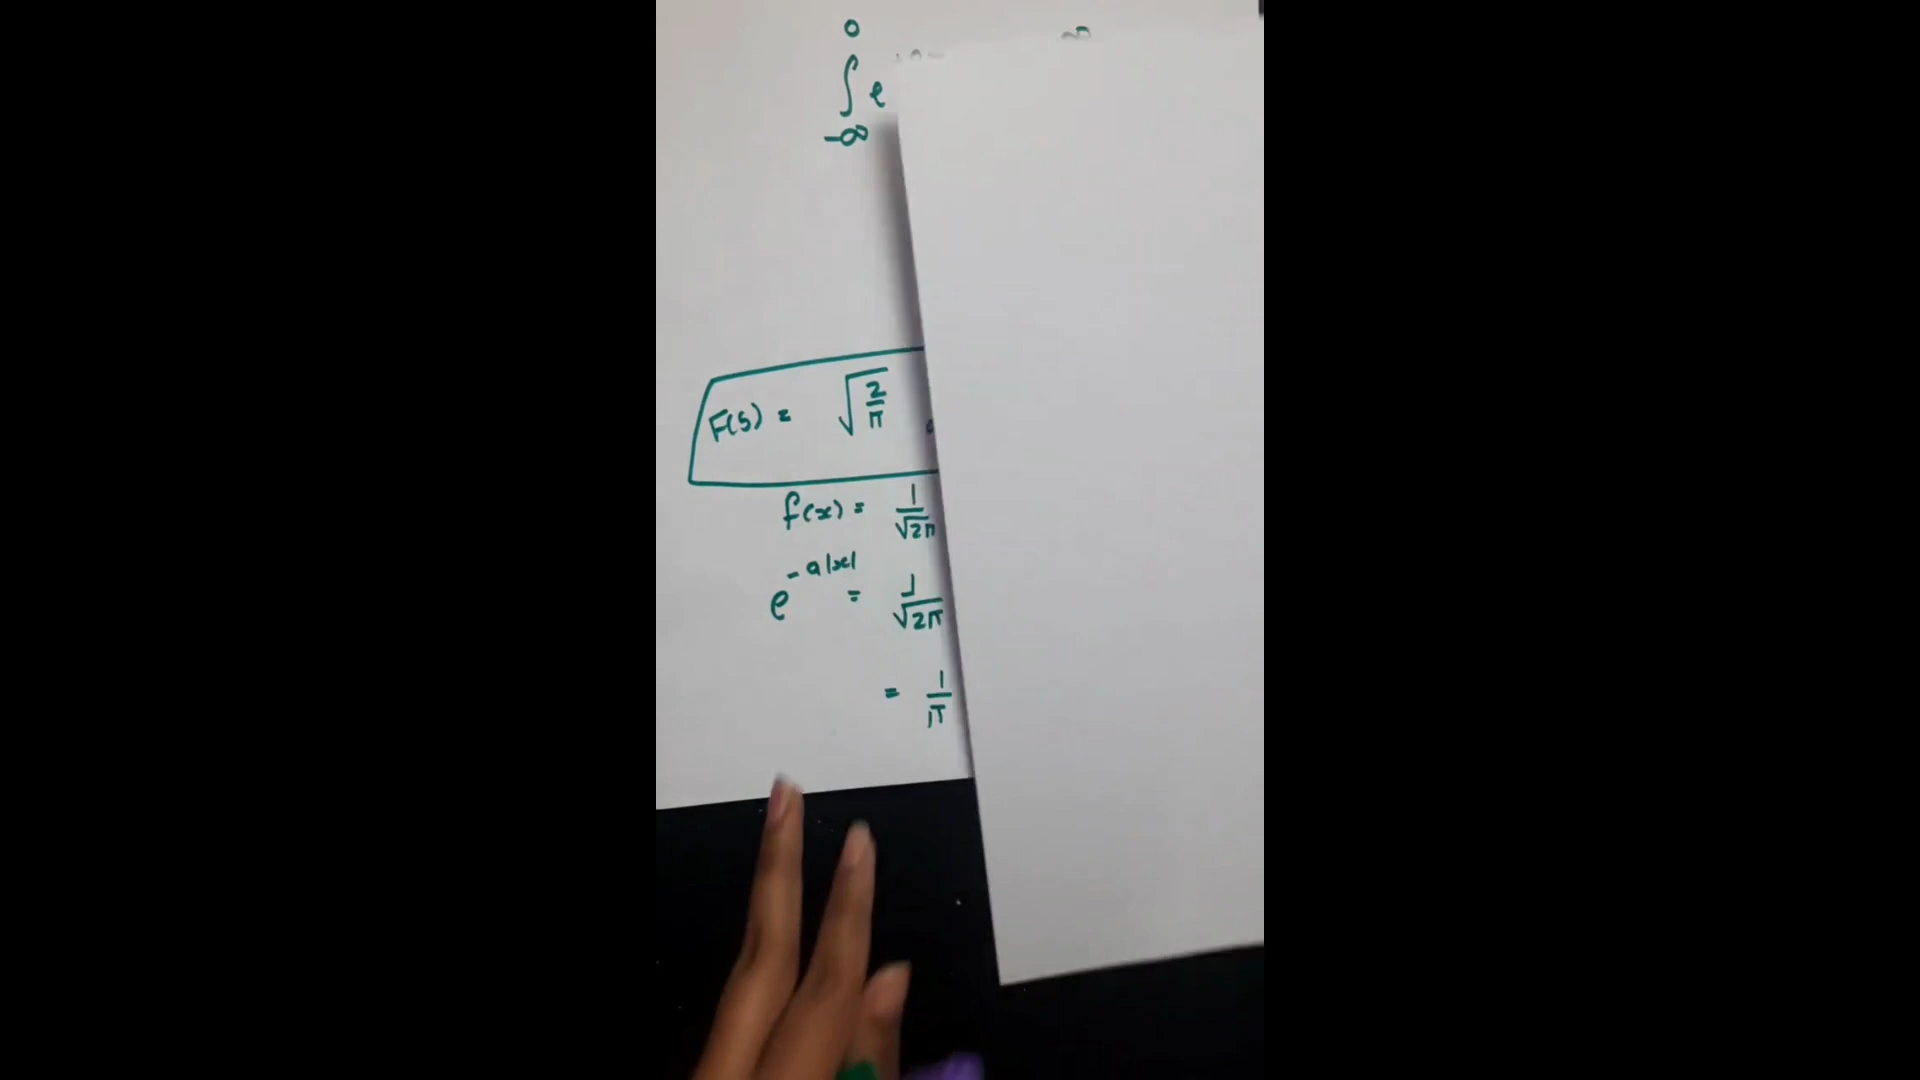 0
∫ e
-∞
F(s) = √(2/π)
f(x) = 1/√2π
e^-a|x| = 1/√2π
= 1/π